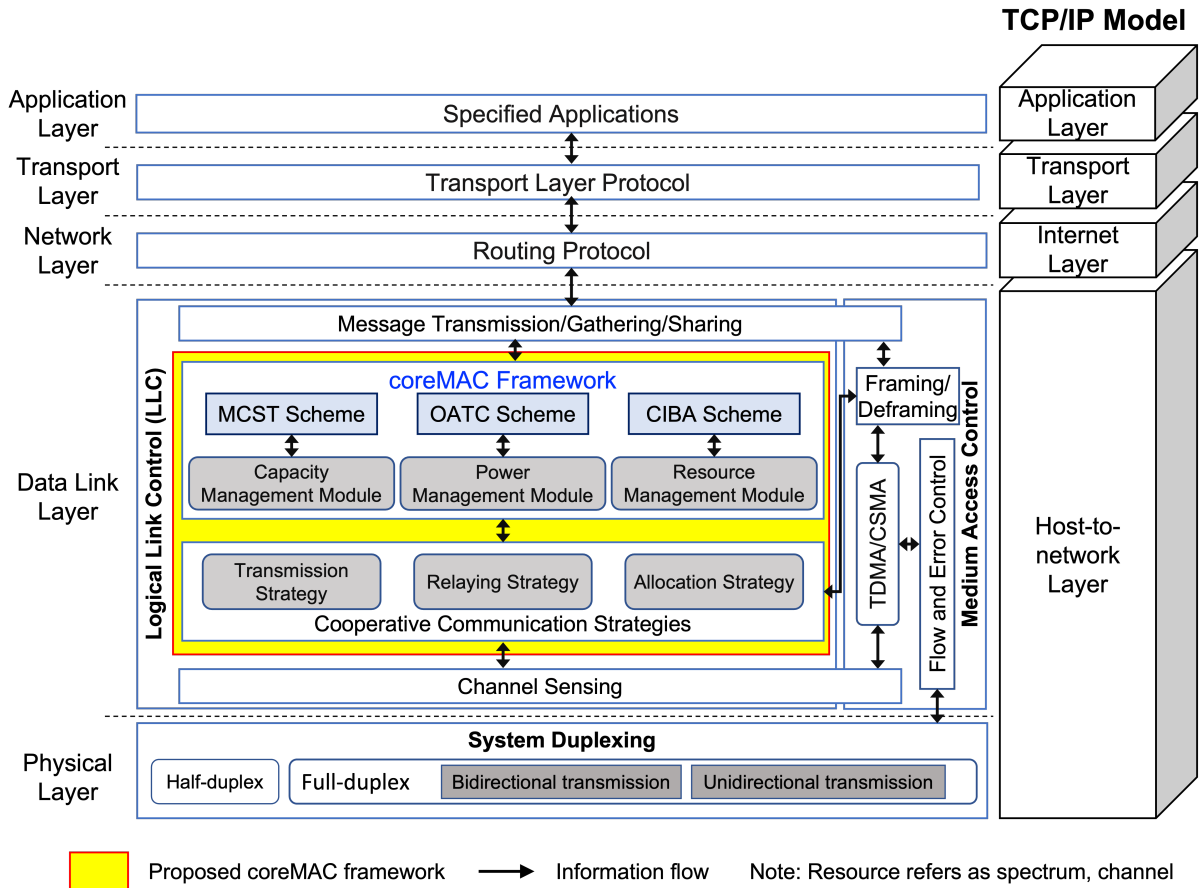 TCP/IP Model
Application
Layer
Specified Applications
Application
Layer
Transport
Layer
Transport Layer Protocol
Transport
Layer
Network
Layer
Routing Protocol
Internet
Layer
Data Link
Layer
Logical Link Control (LLC)
Message Transmission/Gathering/Sharing
coreMAC Framework
MCST Scheme
OATC Scheme
CIBA Scheme
Capacity
Management Module
Power
Management Module
Resource
Management Module
Transmission
Strategy
Relaying Strategy
Allocation Strategy
Cooperative Communication Strategies
Channel Sensing
Framing/
Deframing
TDMA/CSMA
Flow and Error Control
Medium Access Control
Host-to-
network
Layer
Physical
Layer
System Duplexing
Half-duplex
Full-duplex
Bidirectional transmission
Unidirectional transmission
Proposed coreMAC framework
Information flow
Note: Resource refers as spectrum, channel